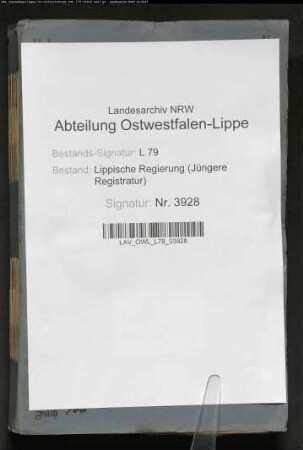 Landesarchiv NRW
Abteilung Ostwestfalen-Lippe
Bestands-Signatur: L 79
Bestand: Lippische Regierung (Jüngere
Registratur)
Signatur: Nr. 3928
LAV_OWL_L79_03928